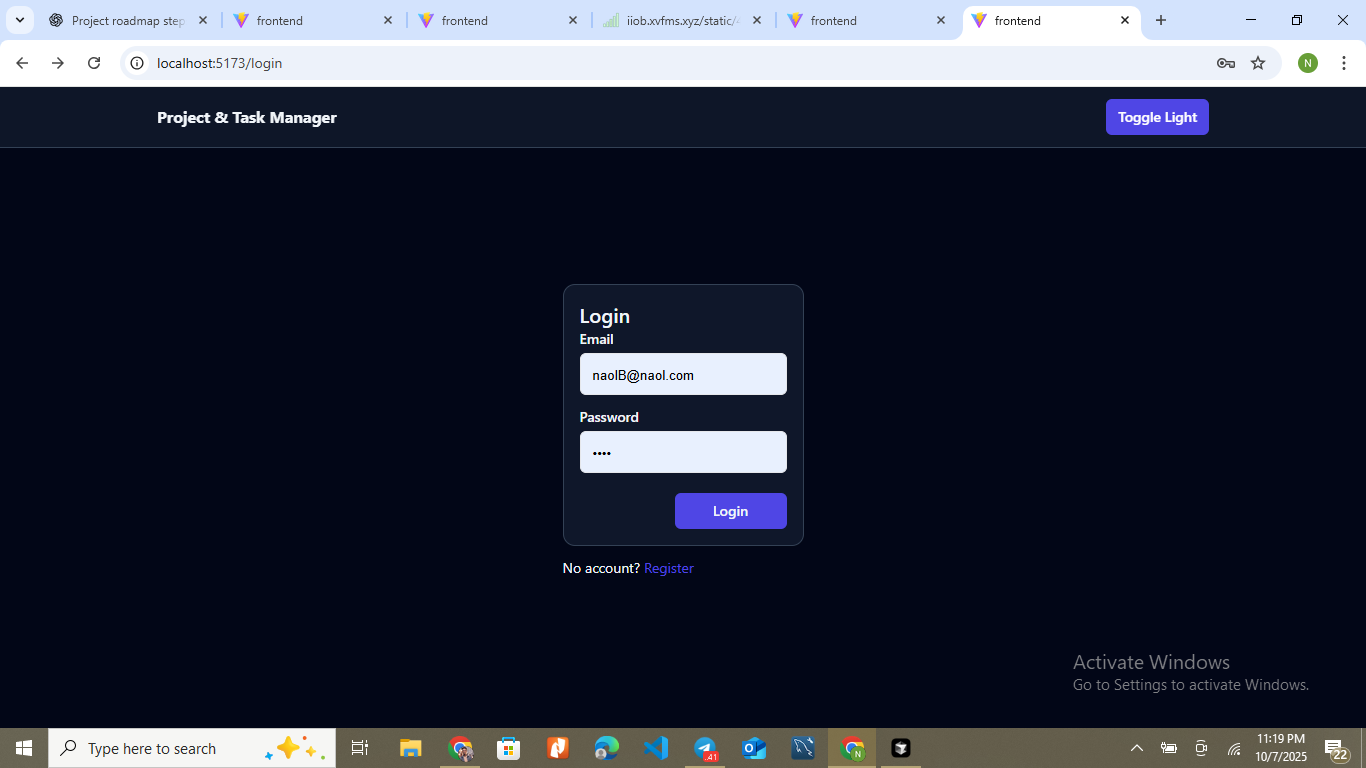 Project roadmap step
frontend
frontend
iiob.xvfms.xyz/static/
frontend
frontend
localhost:5173/login
N
Project & Task Manager
Toggle Light
Login
Email
naolB@naol.com
Password
••••
Login
No account? Register
Activate Windows
Go to Settings to activate Windows.
Type here to search
41
N
11:19 PM
10/7/2025
22